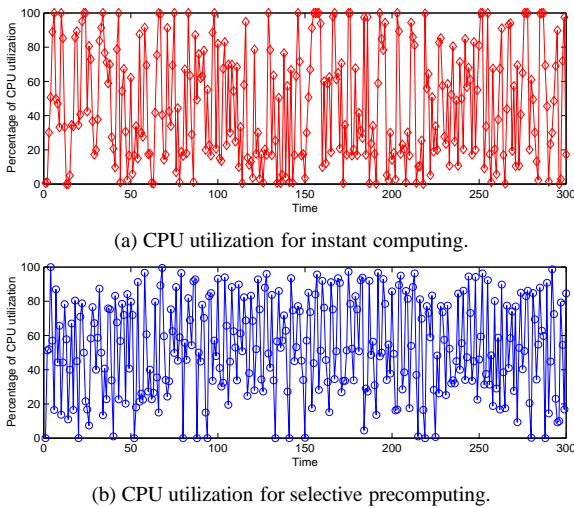 Percentage of CPU utilization
100
80
60
40
20
0
0 50 100 150 200 250 300
Time
(a) CPU utilization for instant computing.
Percentage of CPU utilization
100
80
60
40
20
0
0 50 100 150 200 250 300
Time
(b) CPU utilization for selective precomputing.